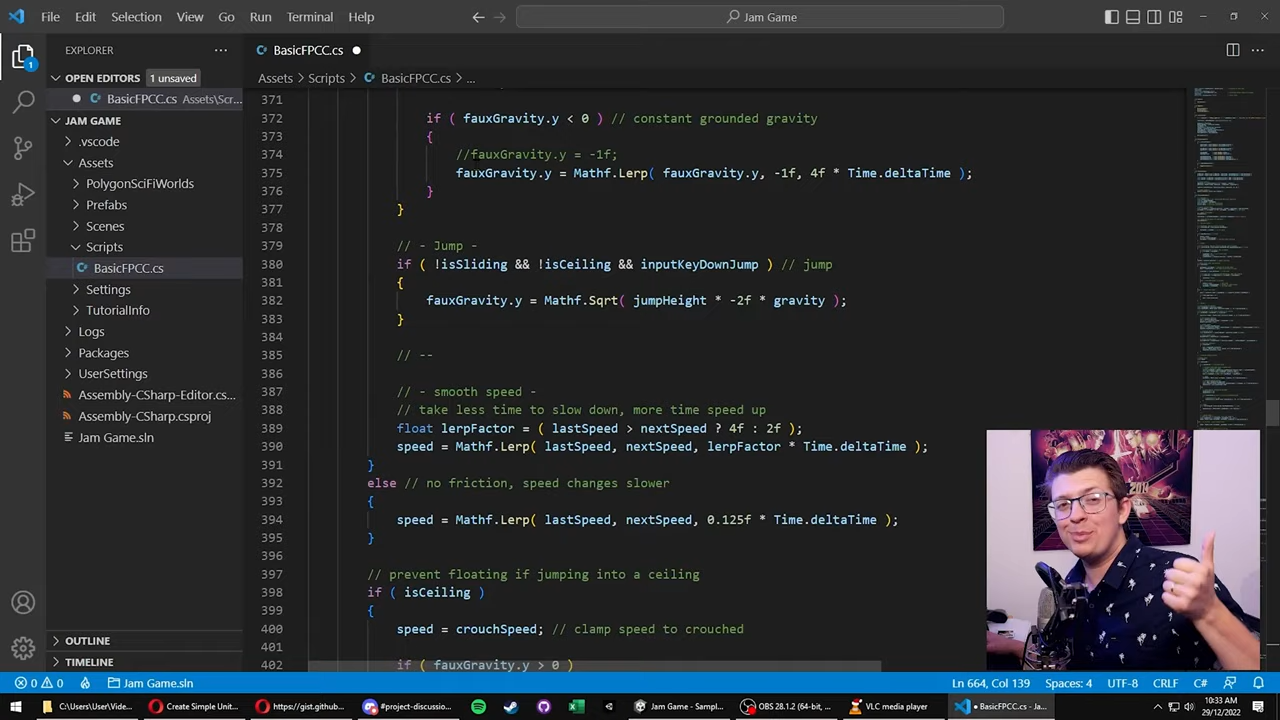 File Edit Selection View Go Run Terminal Help
Jam Game
EXPLORER
BasicFPCC.cs
OPEN EDITORS 1 unsaved
BasicFPCC.cs Assets\Scr...
Assets > Scripts > BasicFPCC.cs > ...
JAM GAME
.vscode
Assets
PolygonSciFiWorlds
Prefabs
Scenes
Scripts
BasicFPCC.cs
Settings
TutorialInfo
Logs
Packages
UserSettings
Assembly-CSharp-Editor.cs...
Assembly-CSharp.csproj
Jam Game.sln
OUTLINE
TIMELINE
371
372 if ( fauxGravity.y < 0 ) // constant grounded gravity
373 {
374 //fauxGravity.y = -1f;
375 fauxGravity.y = Mathf.Lerp( fauxGravity.y, -1f, 4f * Time.deltaTime );
376 }
377 }
378
379 // - Jump -
380 isCeiling && inputKeyDownJump ) // jump
381 {
382 fauxGravity.y = Mathf.Sqrt( jumpHeight * -2f * gravity );
383 }
384
385 // --
386
387 // - smooth speed -
388 take less time to slow down, more time speed up
389 float lerpFactor = ( lastSpeed > nextSpeed ? 4f : 2f );
390 speed = Mathf.Lerp( lastSpeed, nextSpeed, lerpFactor * Time.deltaTime );
391 }
392 else // no friction, speed changes slower
393 {
394 speed = Mathf.Lerp( lastSpeed, nextSpeed, 0.125f * Time.deltaTime );
395 }
396
397 // prevent floating if jumping into a ceiling
398 if ( isCeiling )
399 {
400 speed = crouchSpeed; // clamp speed to crouched
401
402 if ( fauxGravity.y > 0 )
0 0 Jam Game.sln Ln 664, Col 139 Spaces: 4 UTF-8 CRLF C#
C:\Users\User\Vide... Create Simple Unit... https://gist.github... #project-discussio... Jam Game - Sampl... OBS 28.1.2 (64-bit, ... VLC media player ● BasicFPCC.cs - Ja... 10:33 AM
29/12/2022